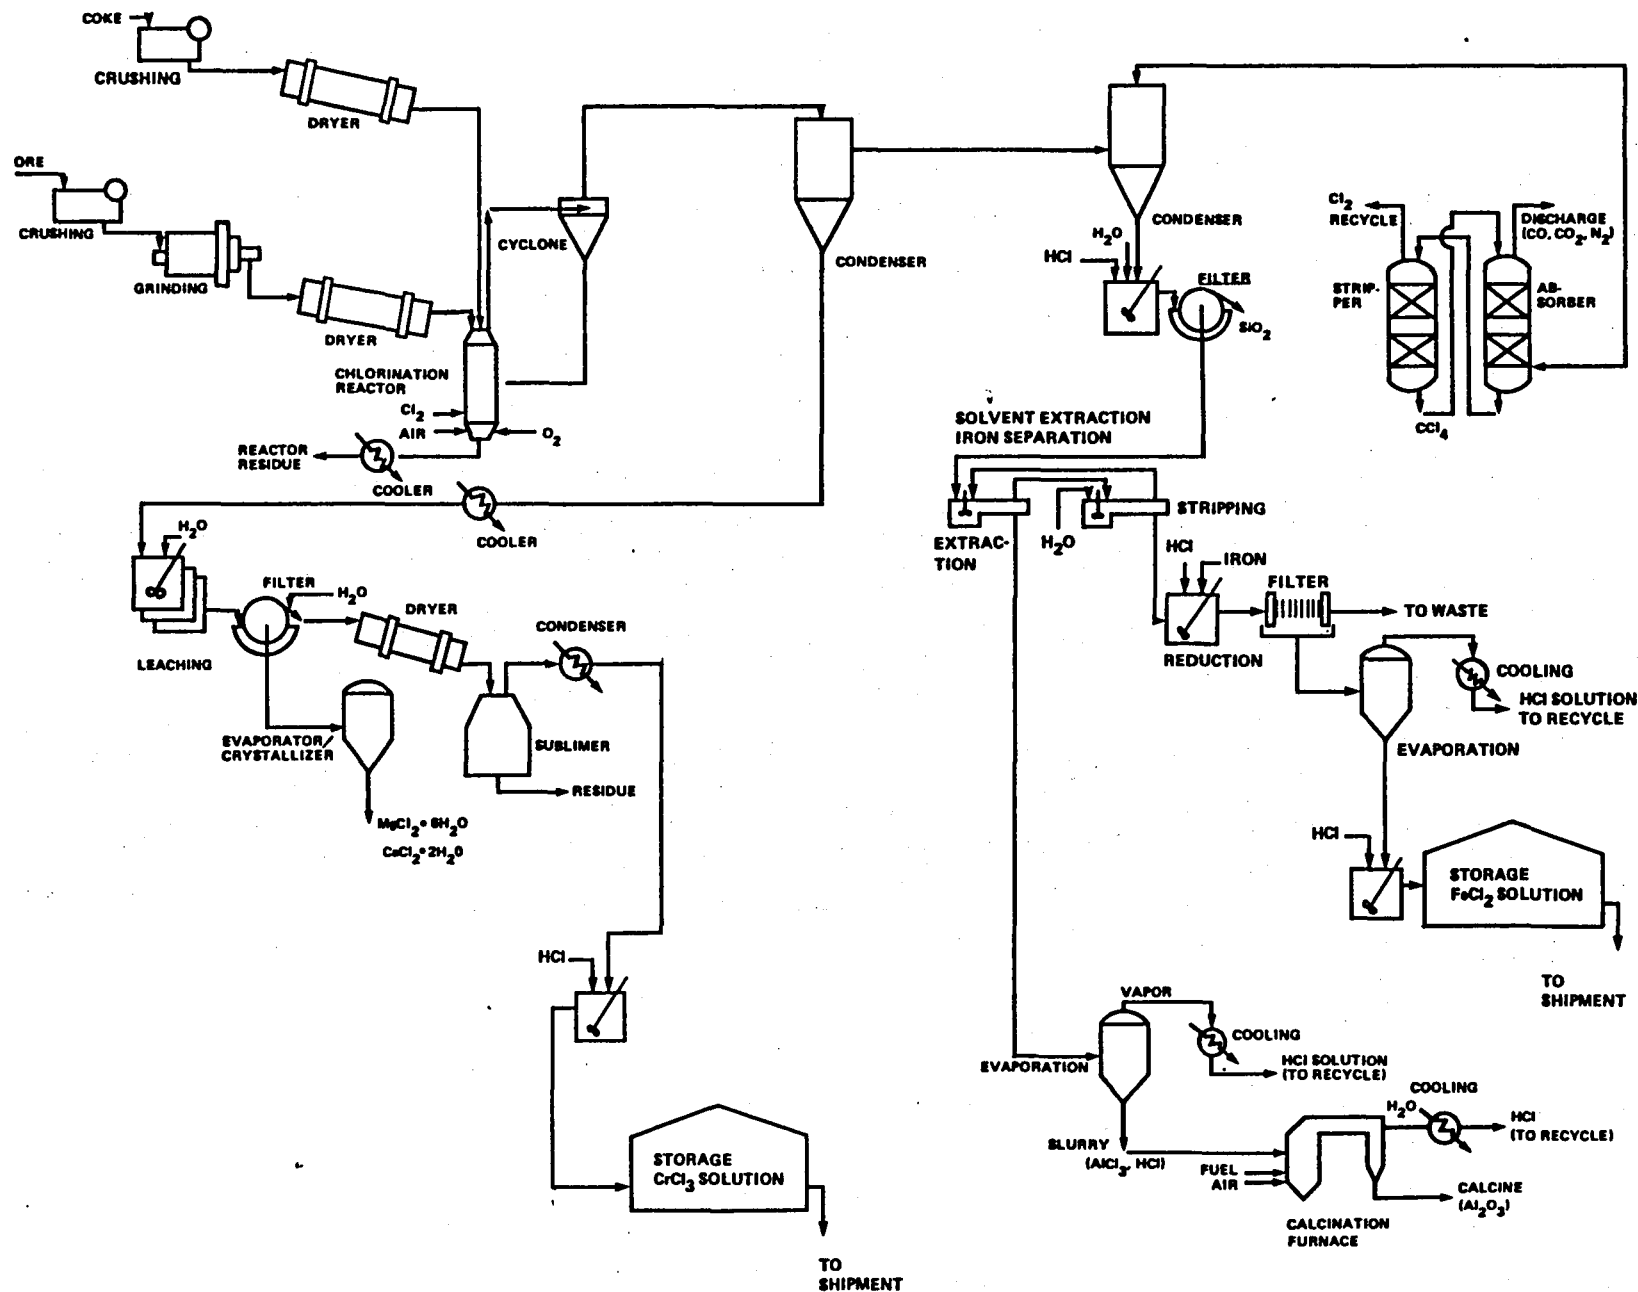 COKE
CRUSHING
DRYER
ORE
CRUSHING
GRINDING
DRYER
CYCLONE
CONDENSER
CONDENSER
H2O
HCl
FILTER
SiO2
Cl2
RECYCLE
DISCHARGE
(CO, CO2, N2)
STRIP-
PER
AB-
SORBER
CCl4
CHLORINATION
REACTOR
Cl2
AIR
O2
REACTOR
RESIDUE
COOLER
COOLER
SOLVENT EXTRACTION
IRON SEPARATION
EXTRAC-
TION
H2O
STRIPPING
HCl
IRON
FILTER
TO WASTE
REDUCTION
COOLING
HCl SOLUTION
TO RECYCLE
EVAPORATION
H2O
FILTER
H2O
DRYER
LEACHING
CONDENSER
EVAPORATOR/
CRYSTALLIZER
SUBLIMER
RESIDUE
MgCl2• 6H2O
CaCl2• 2H2O
HCl
STORAGE
FeCl2 SOLUTION
TO
SHIPMENT
HCl
STORAGE
CrCl3 SOLUTION
TO
SHIPMENT
VAPOR
COOLING
EVAPORATION
HCl SOLUTION
(TO RECYCLE)
COOLING
H2O
HCl
(TO RECYCLE)
SLURRY
(AlCl3, HCl)
FUEL
AIR
CALCINE
(Al2O3)
CALCINATION
FURNACE